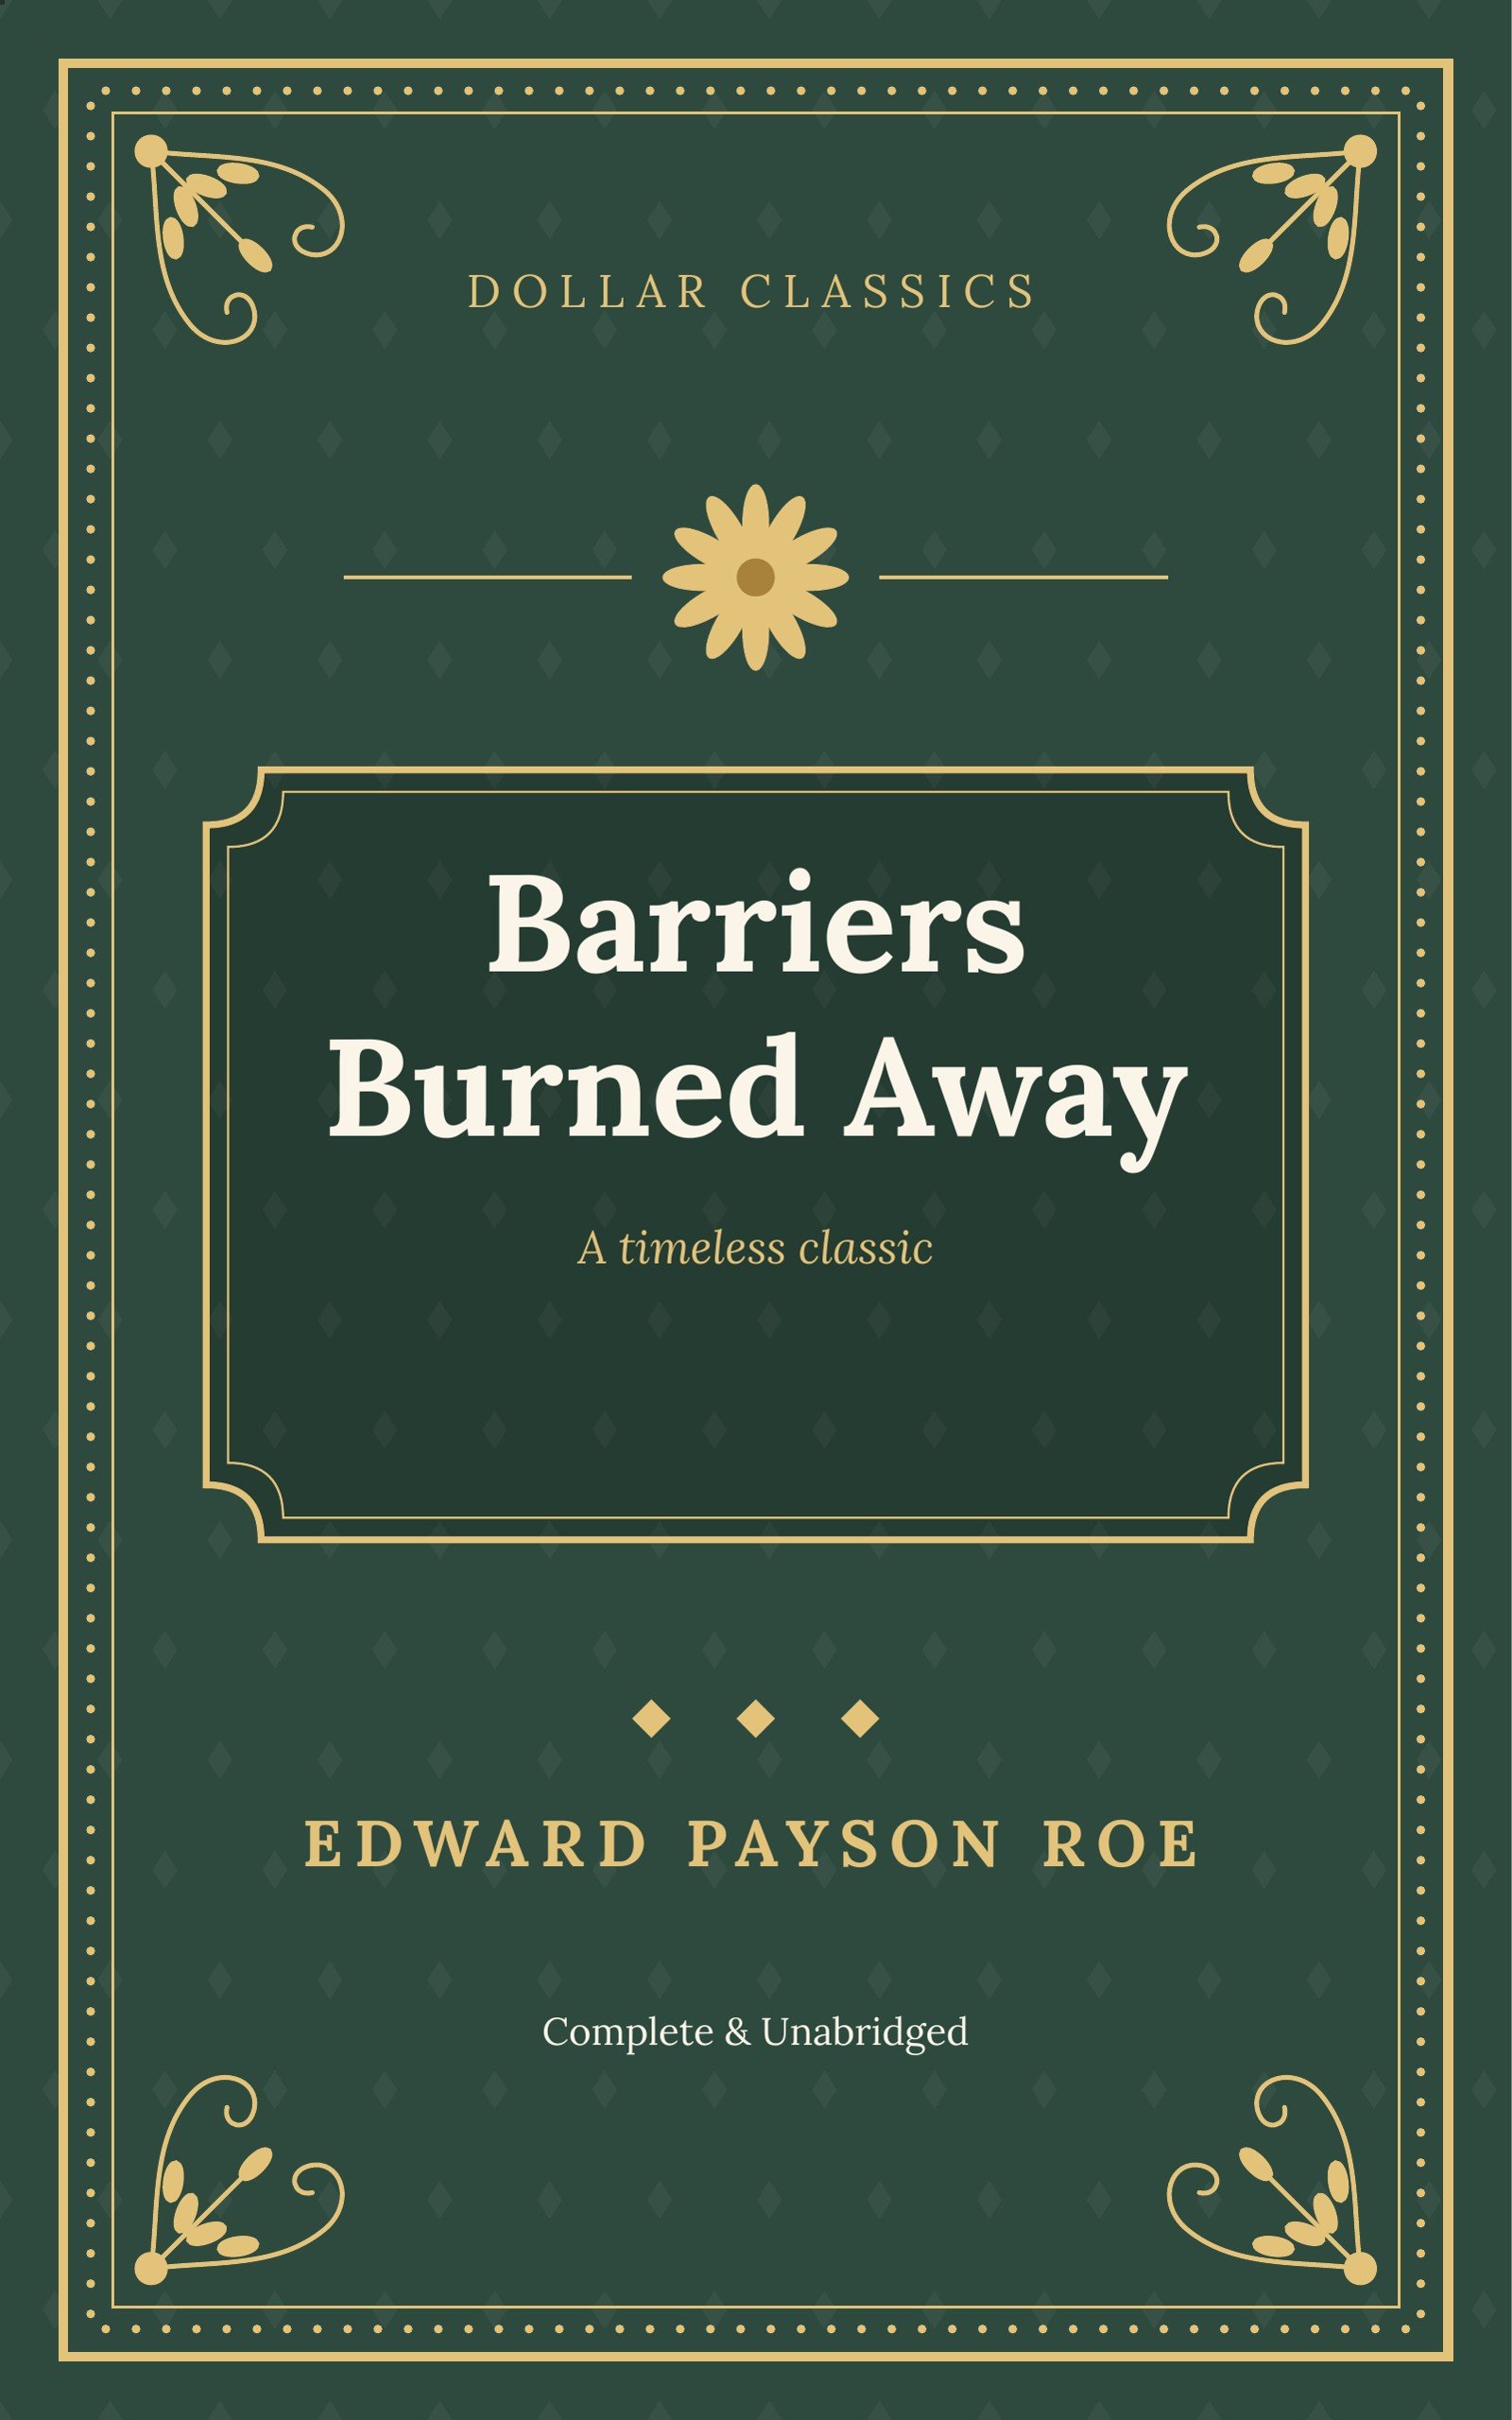 DOLLAR CLASSICS
Barriers
Burned Away
A timeless classic
EDWARD PAYSON ROE
Complete & Unabridged